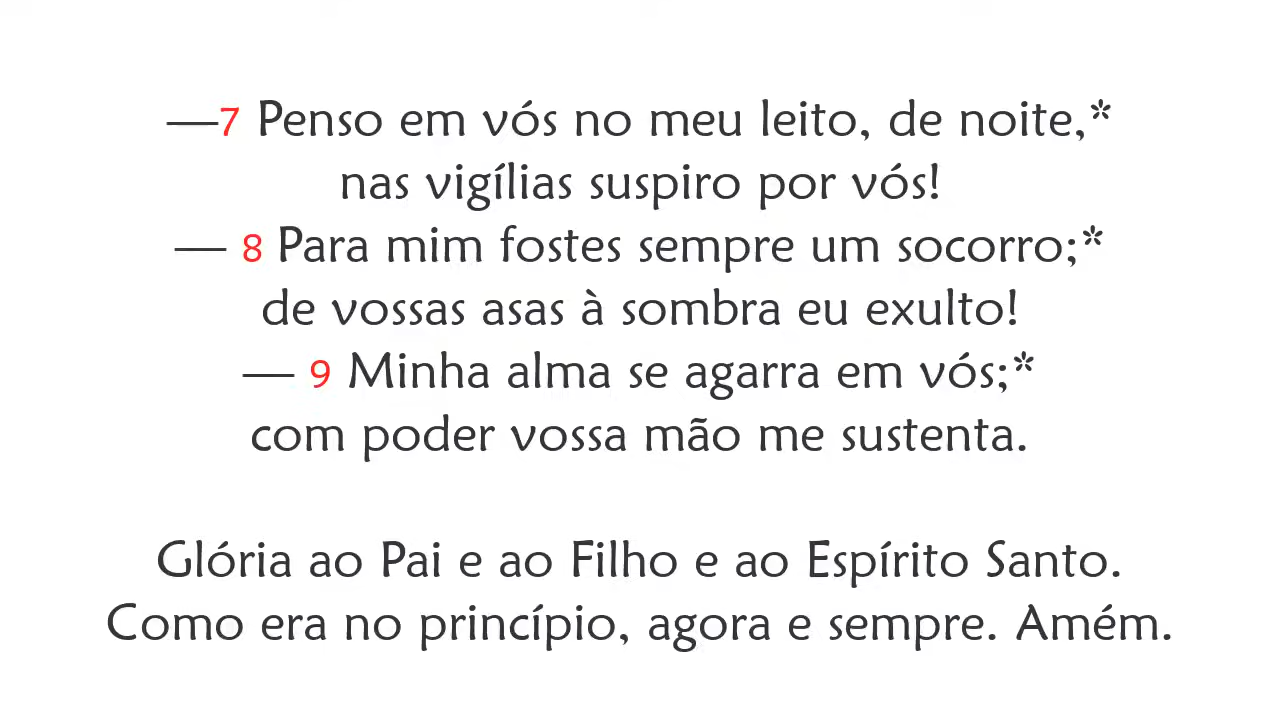 —7 Penso em vós no meu leito, de noite,*
nas vigílias suspiro por vós!
— 8 Para mim fostes sempre um socorro;*
de vossas asas à sombra eu exulto!
— 9 Minha alma se agarra em vós;*
com poder vossa mão me sustenta.
Glória ao Pai e ao Filho e ao Espírito Santo.
Como era no princípio, agora e sempre. Amém.